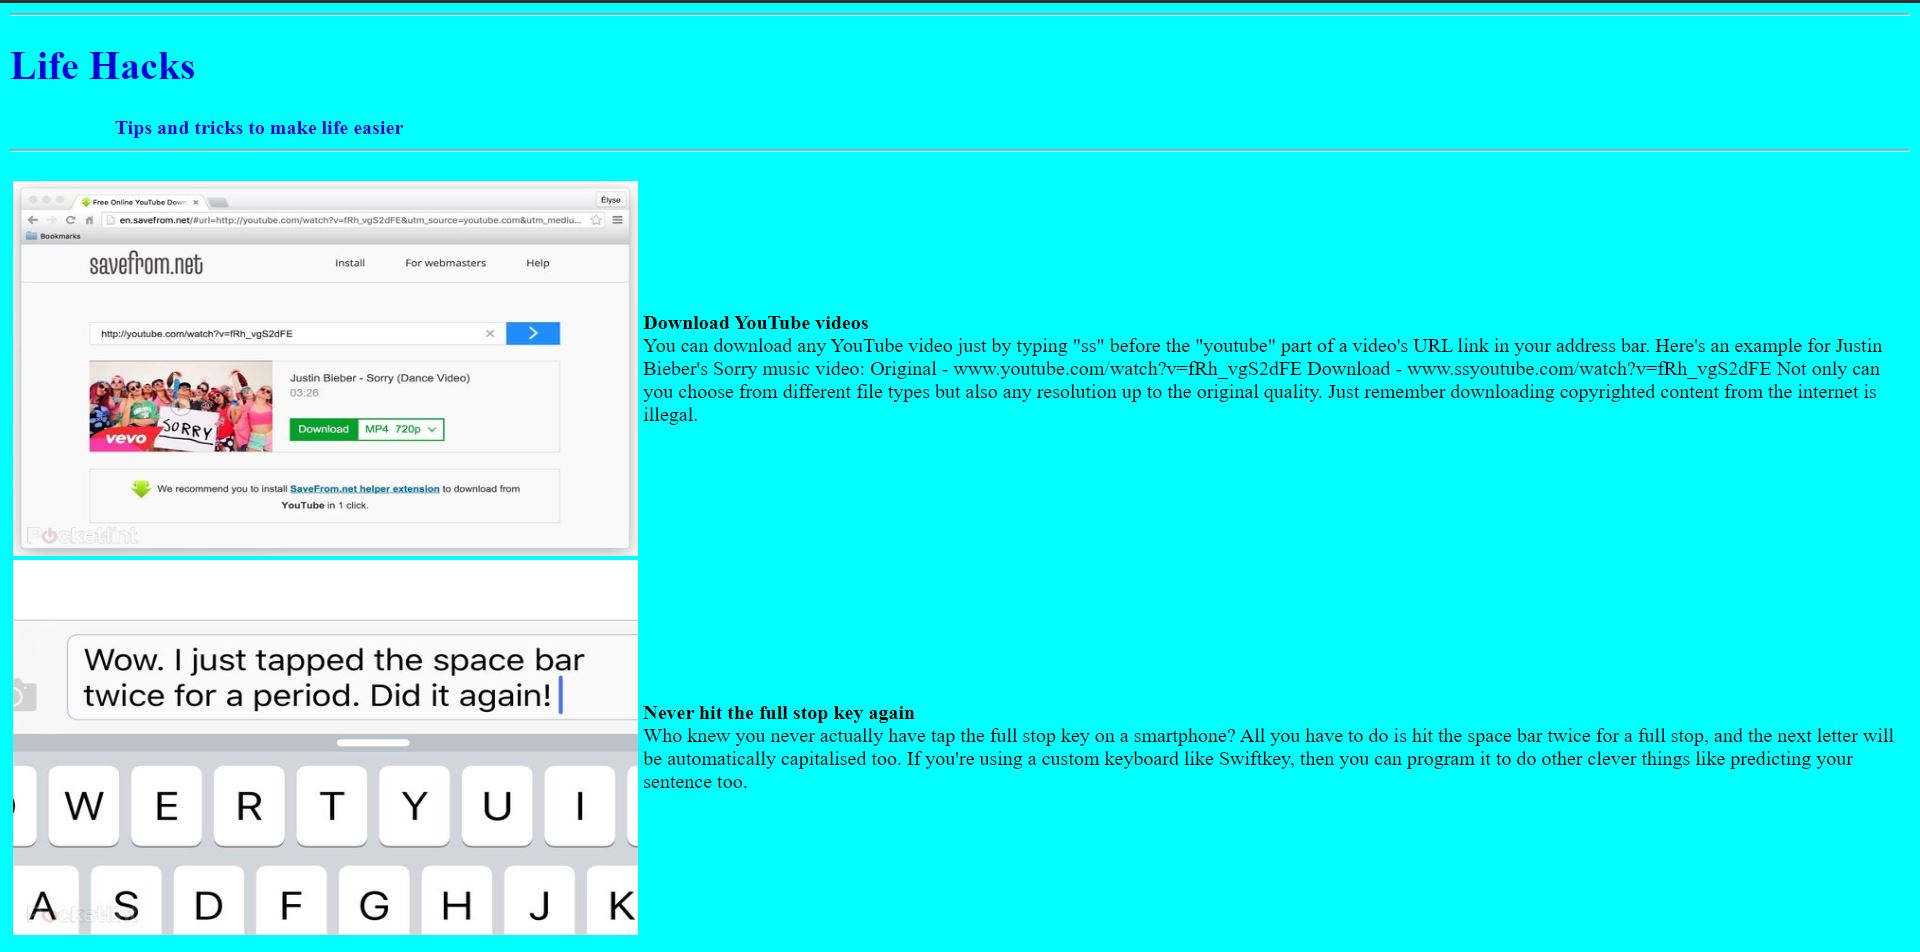 Life Hacks
Tips and tricks to make life easier
Free Online YouTube Down
Elyse
en.savefrom.net/#url=http://youtube.com/watch?v=fRh_vgS2dFE&utm_source=youtube.com&utm_mediu...
Bookmarks
savefrom.net
Install
For webmasters
Help
http://youtube.com/watch?v=fRh_vgS2dFE
Justin Bieber - Sorry (Dance Video)
03:26
SORRY
vevo
Download MP4 720p
We recommend you to install SaveFrom.net helper extension to download from
YouTube in 1 click.
Pocket-lint
Download YouTube videos
You can download any YouTube video just by typing "ss" before the "youtube" part of a video's URL link in your address bar. Here's an example for Justin
Bieber's Sorry music video: Original - www.youtube.com/watch?v=fRh_vgS2dFE Download - www.ssyoutube.com/watch?v=fRh_vgS2dFE Not only can
you choose from different file types but also any resolution up to the original quality. Just remember downloading copyrighted content from the internet is
illegal.
Wow. I just tapped the space bar
twice for a period. Did it again!
W E R T Y U I
A S D F G H J K
Pocket-lint
Never hit the full stop key again
Who knew you never actually have tap the full stop key on a smartphone? All you have to do is hit the space bar twice for a full stop, and the next letter will
be automatically capitalised too. If you're using a custom keyboard like Swiftkey, then you can program it to do other clever things like predicting your
sentence too.